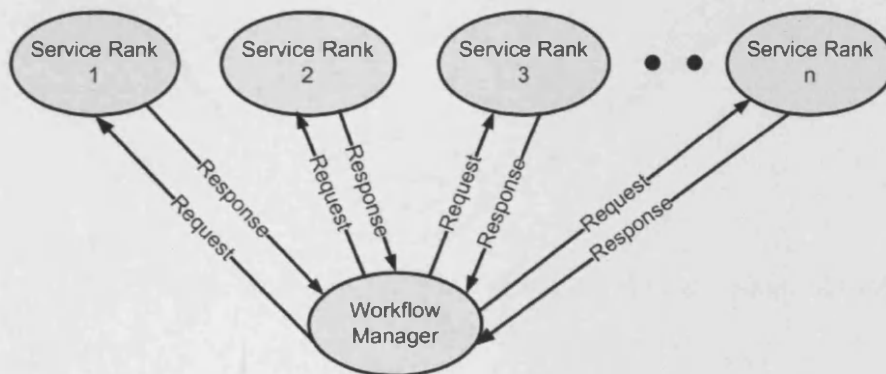 Service Rank
1
Service Rank
2
Service Rank
3
Service Rank
n
Request
Response
Request
Response
Request
Response
Request
Response
Workflow
Manager